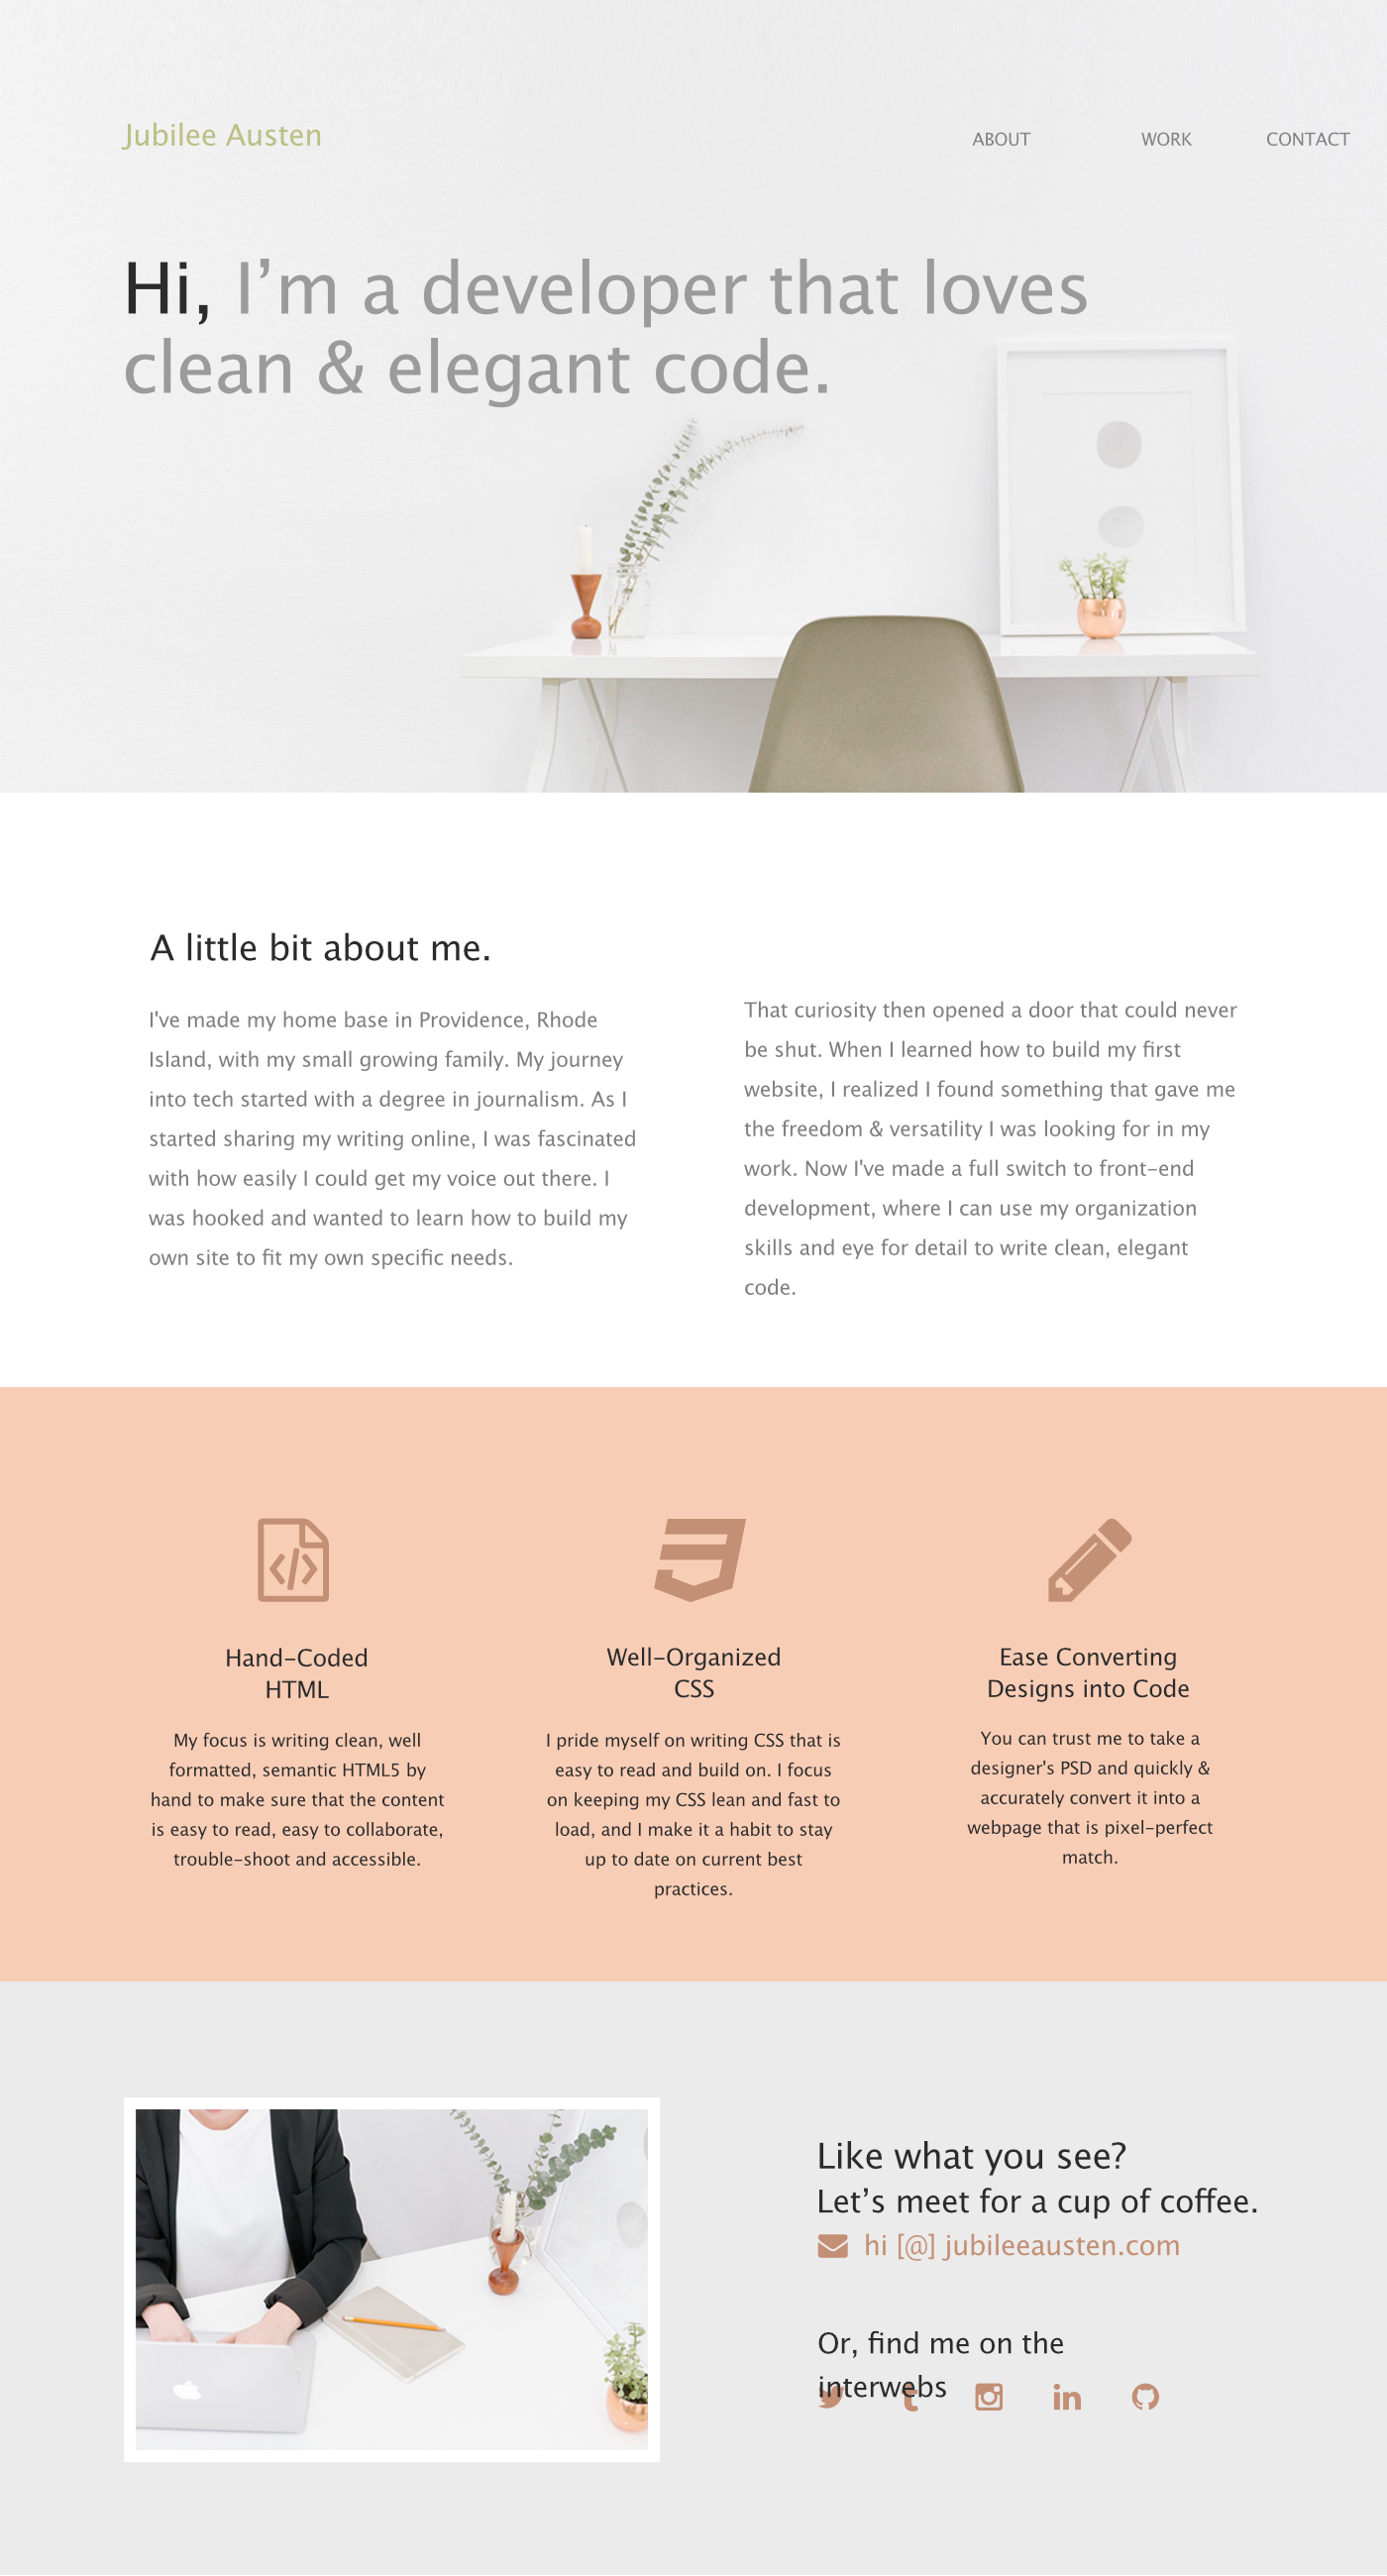 Jubilee Austen
ABOUT
WORK
CONTACT
Hi, I’m a developer that loves
clean & elegant code.
A little bit about me.
I've made my home base in Providence, Rhode
Island, with my small growing family. My journey
into tech started with a degree in journalism. As I
started sharing my writing online, I was fascinated
with how easily I could get my voice out there. I
was hooked and wanted to learn how to build my
own site to fit my own specific needs.
That curiosity then opened a door that could never
be shut. When I learned how to build my first
website, I realized I found something that gave me
the freedom & versatility I was looking for in my
work. Now I've made a full switch to front-end
development, where I can use my organization
skills and eye for detail to write clean, elegant
code.
Hand-Coded
HTML
My focus is writing clean, well
formatted, semantic HTML5 by
hand to make sure that the content
is easy to read, easy to collaborate,
trouble-shoot and accessible.
Well-Organized
CSS
I pride myself on writing CSS that is
easy to read and build on. I focus
on keeping my CSS lean and fast to
load, and I make it a habit to stay
up to date on current best
practices.
Ease Converting
Designs into Code
You can trust me to take a
designer's PSD and quickly &
accurately convert it into a
webpage that is pixel-perfect
match.
Like what you see?
Let’s meet for a cup of coffee.
hi [@] jubileeausten.com
Or, find me on the
interwebs